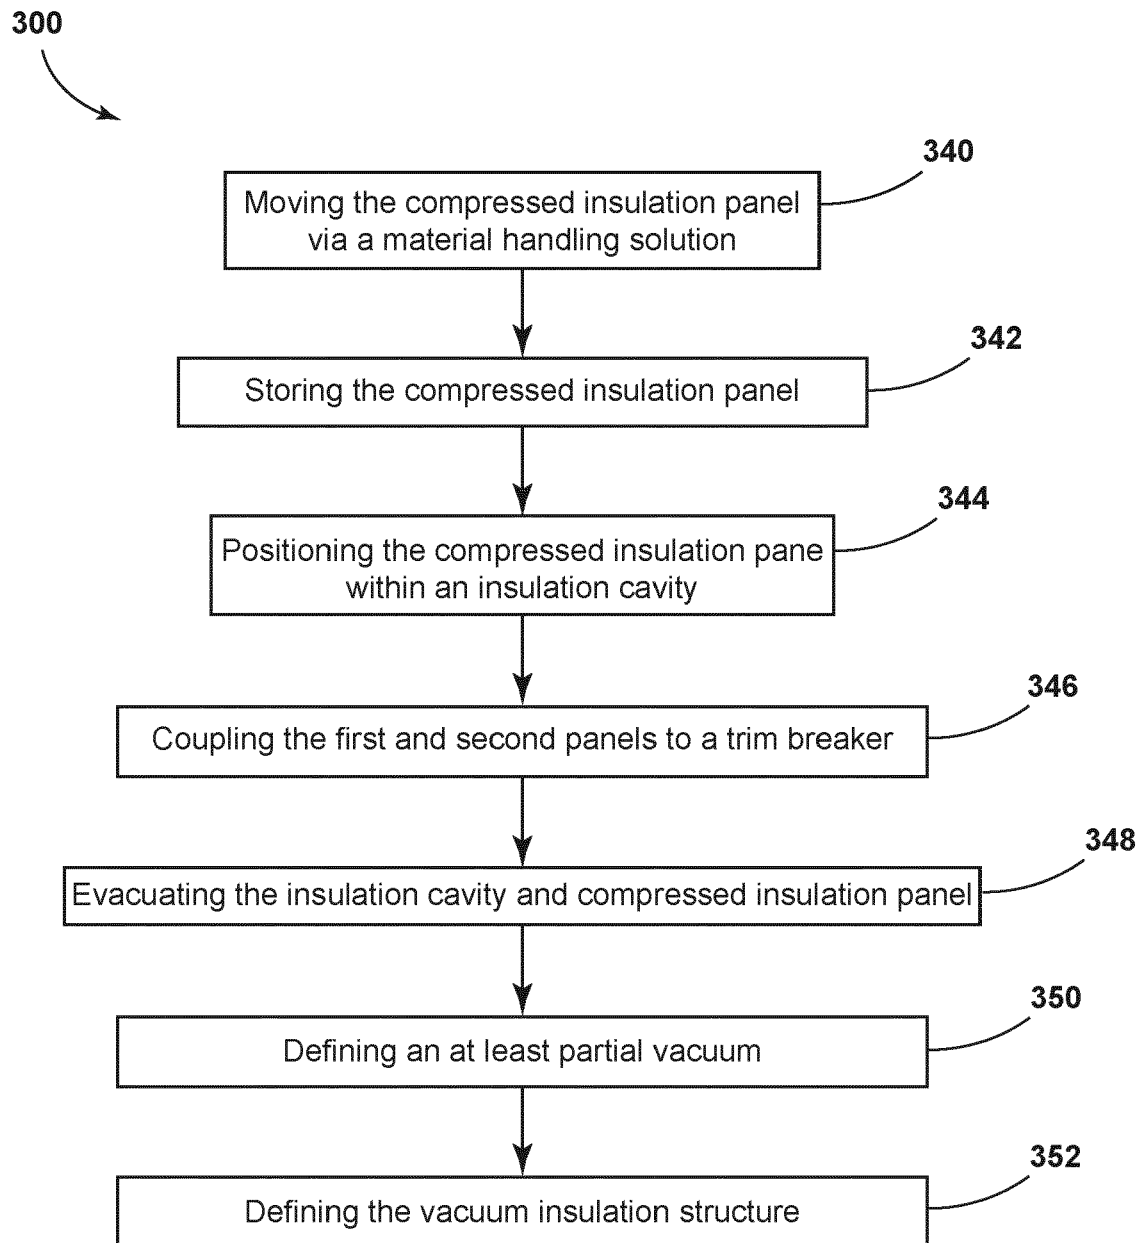 300
340
Moving the compressed insulation panel
via a material handling solution
342
Storing the compressed insulation panel
344
Positioning the compressed insulation pane
within an insulation cavity
346
Coupling the first and second panels to a trim breaker
348
Evacuating the insulation cavity and compressed insulation panel
350
Defining an at least partial vacuum
352
Defining the vacuum insulation structure